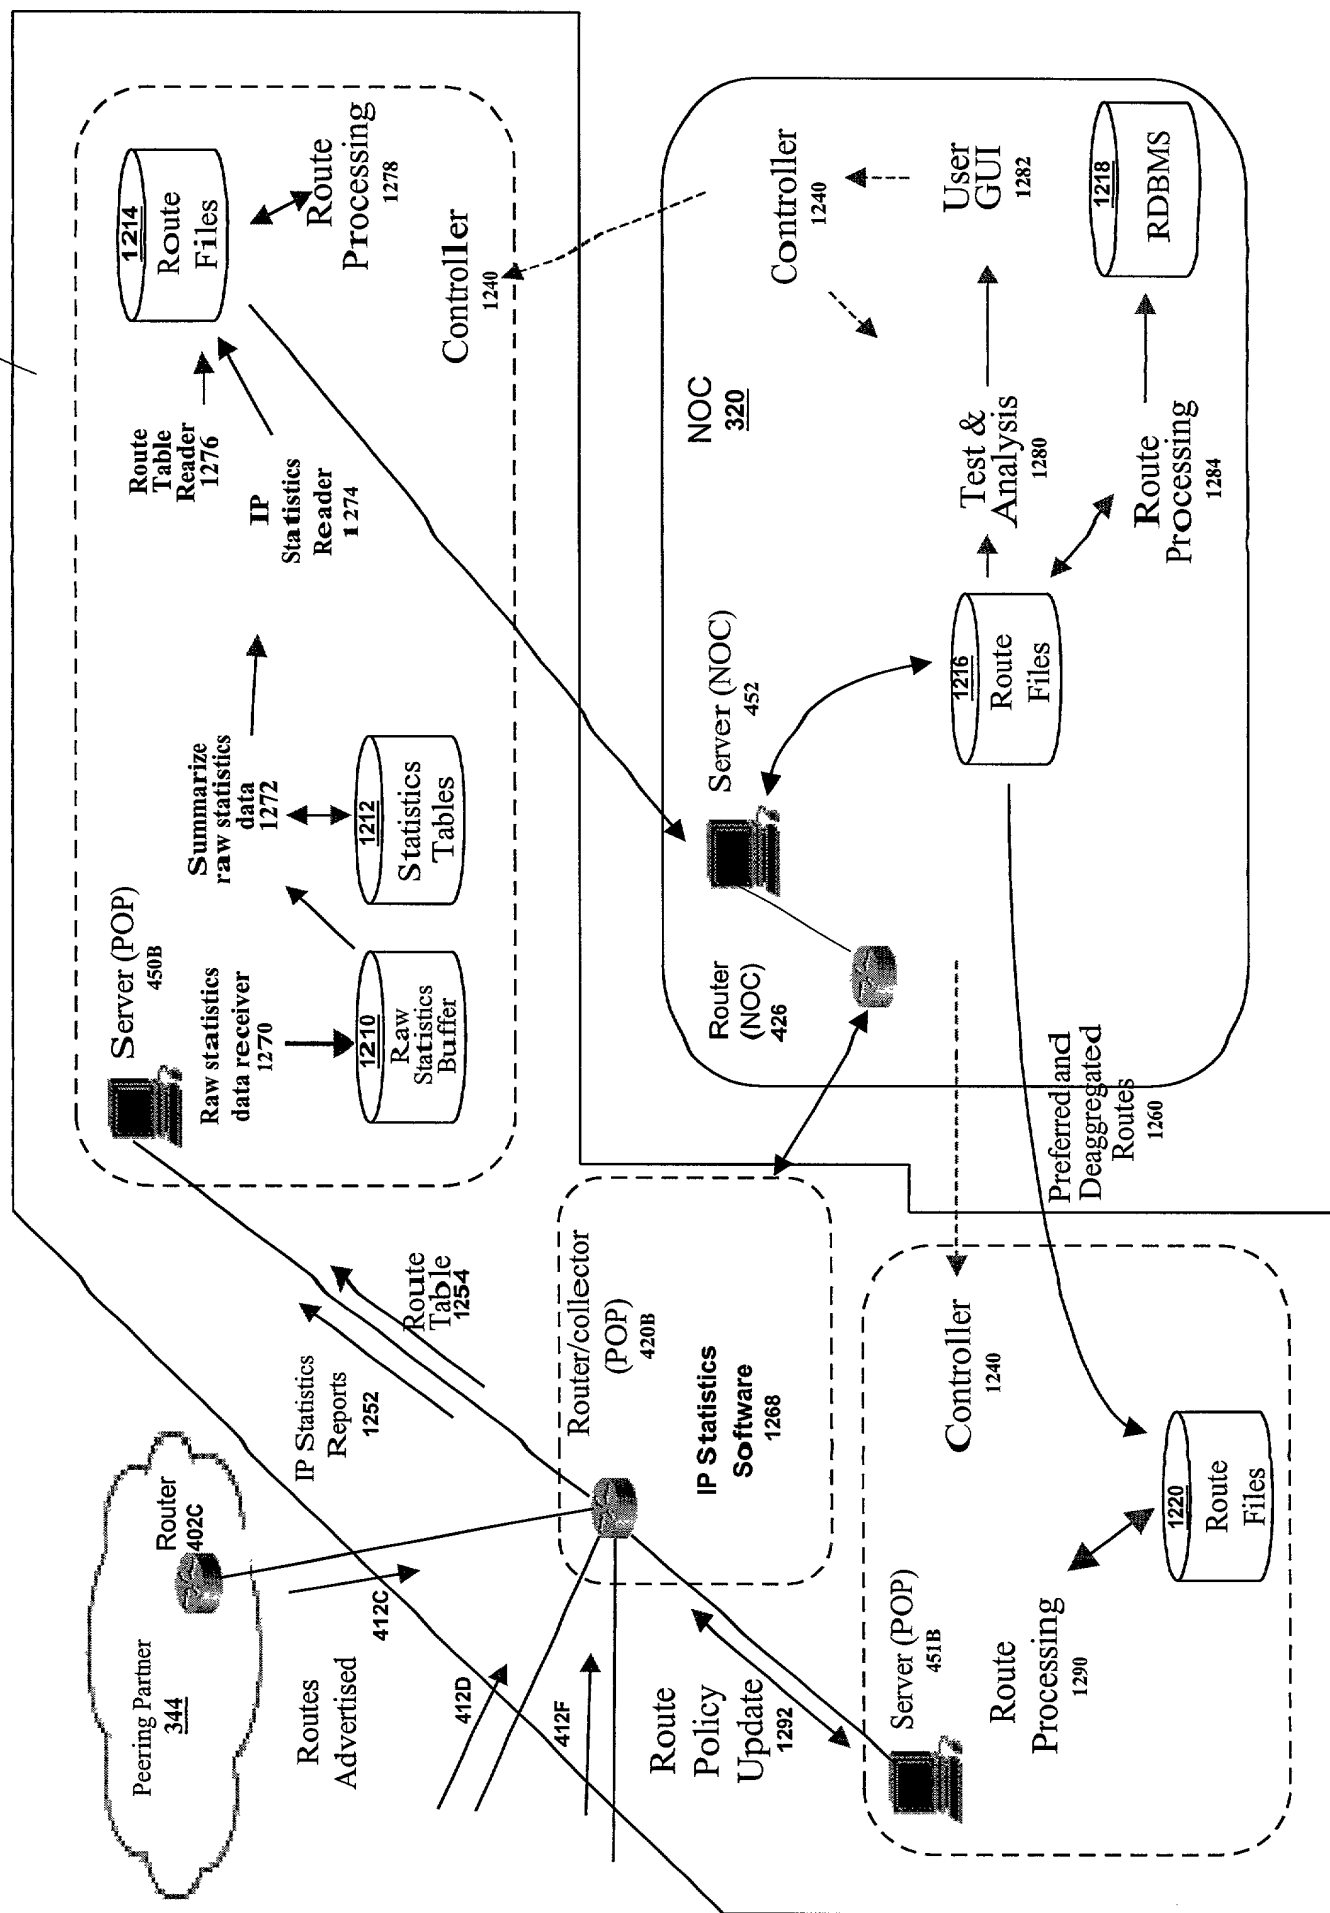 Peering Partner
344
Router
402C
Routes
Advertised
412C
412D
412F
IP Statistics
Reports
1252
Route
Table
1254
Server (POP)
450B
Raw statistics
data receiver
1270
1210
Raw
Statistics
Buffer
Summarize
raw statistics
data
1272
1212
Statistics
Tables
IP
Statistics
Reader
1274
Route
Table
Reader
1276
1214
Route
Files
Route
Processing
1278
Controller
1240
Router/collector
(POP)
420B
IP Statistics
Software
1268
Route
Policy
Update
1292
Server (POP)
451B
Route
Processing
1290
1220
Route
Files
Controller
1240
Preferred and
Deaggregated
Routes
1260
Router
(NOC)
426
Server (NOC)
452
NOC
320
1216
Route
Files
Test &
Analysis
1280
Route
Processing
1284
Controller
1240
User
GUI
1282
1218
RDBMS